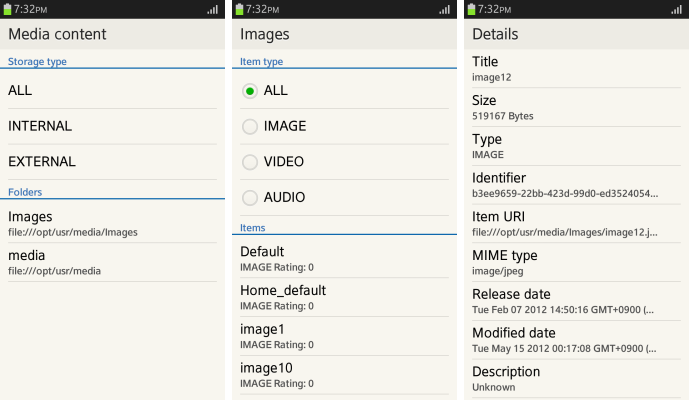 7:32PM
Media content
Storage type
ALL
INTERNAL
EXTERNAL
Folders
Images
file:///opt/usr/media/Images
media
file:///opt/usr/media
7:32PM
Images
Item type
ALL
IMAGE
VIDEO
AUDIO
Items
Default
IMAGE Rating: 0
Home_default
IMAGE Rating: 0
image1
IMAGE Rating: 0
image10
IMAGE Rating: 0
7:32PM
Details
Title
image12
Size
519167 Bytes
Type
IMAGE
Identifier
b3ee9659-22bb-423d-99d0-ed3524054...
Item URI
file:///opt/usr/media/Images/image12.j...
MIME type
image/jpeg
Release date
Tue Feb 07 2012 14:50:16 GMT+0900 (...
Modified date
Tue May 15 2012 00:17:08 GMT+0900 (...
Description
Unknown